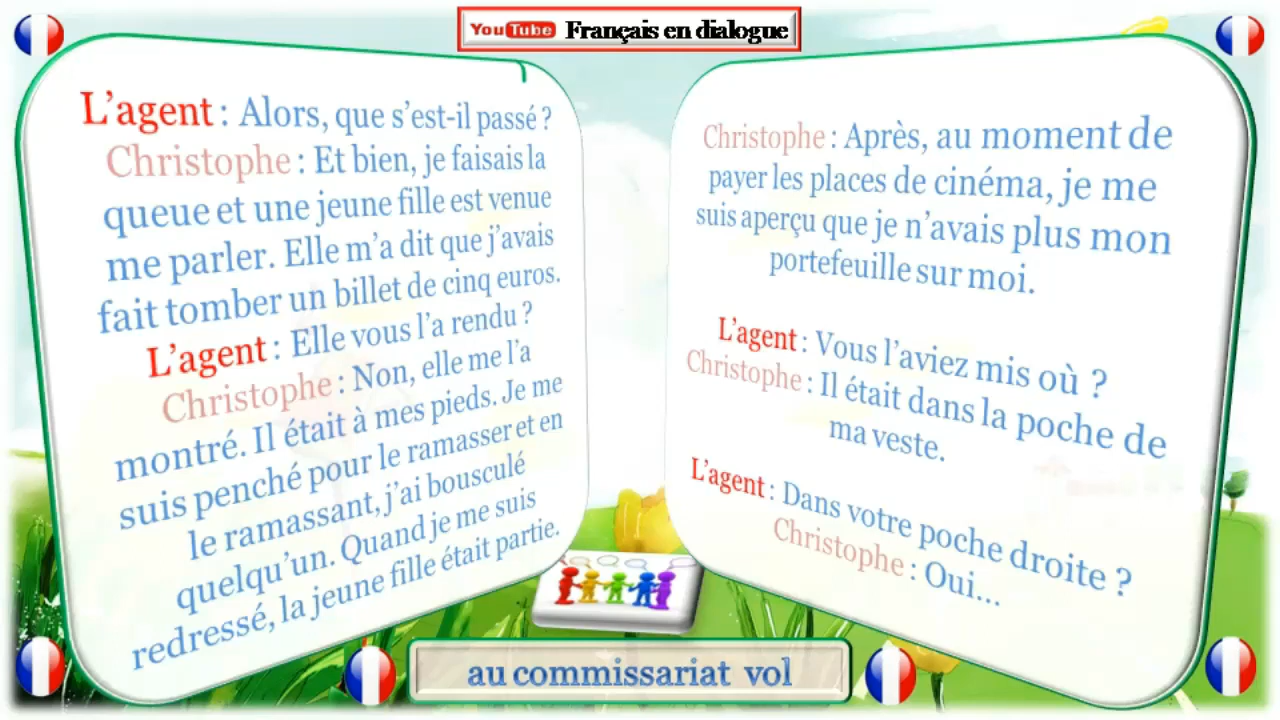 YouTube Français en dialogue
L'agent : Alors, que s'est-il passé ?
Christophe : Et bien, je faisais la
queue et une jeune fille est venue
me parler. Elle m'a dit que j'avais
fait tomber un billet de cinq euros.
L'agent : Elle vous l'a rendu ?
Christophe : Non, elle me l'a
montré. Il était à mes pieds. Je me
suis penché pour le ramasser et en
le ramassant, j'ai bousculé
quelqu'un. Quand je me suis
redressé, la jeune fille était partie.
Christophe : Après, au moment de
payer les places de cinéma, je me
suis aperçu que je n'avais plus mon
portefeuille sur moi.
L'agent : Vous l'aviez mis où ?
Christophe : Il était dans la poche de
ma veste.
L'agent : Dans votre poche droite ?
Christophe : Oui...
au commissariat vol